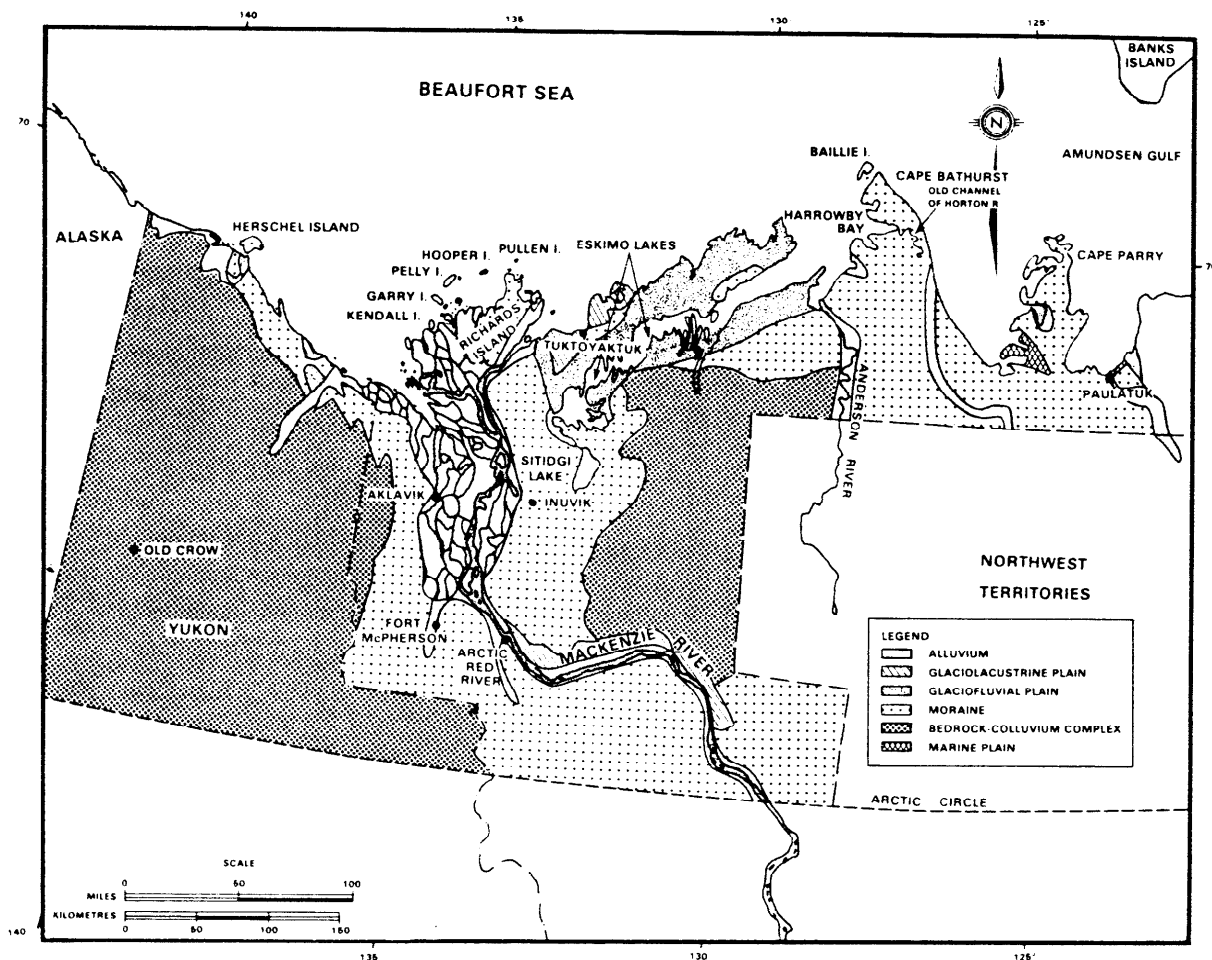 140
135
130
125'
BANKS
ISLAND
BEAUFORT SEA
70
N
BAILLIE I.
AMUNDSEN GULF
CAPE BATHURST
OLD CHANNEL
OF HORTON R
HARROWBY
BAY
ALASKA
HERSCHEL ISLAND
HOOPER I.
PULLEN I.
ESKIMO LAKES
PELLY I.
CAPE PARRY
GARRY I.
KENDALL I.
RICHARDS
ISLAND
TUKTOYAKTUK
ANDERSON
RIVER
PAULATUK
SITIDGI
LAKE
AKLAVIK
INUVIK
OLD CROW
NORTHWEST
TERRITORIES
YUKON
FORT
McPHERSON
ARCTIC
RED
RIVER
MACKENZIE
RIVER
LEGEND
ALLUVIUM
GLACIOLACUSTRINE PLAIN
GLACIOFLUVIAL PLAIN
MORAINE
BEDROCK-COLLUVIUM COMPLEX
MARINE PLAIN
ARCTIC CIRCLE
SCALE
0 50 100
MILES
KILOMETRES
0 50 100 150
140
135
130
125'